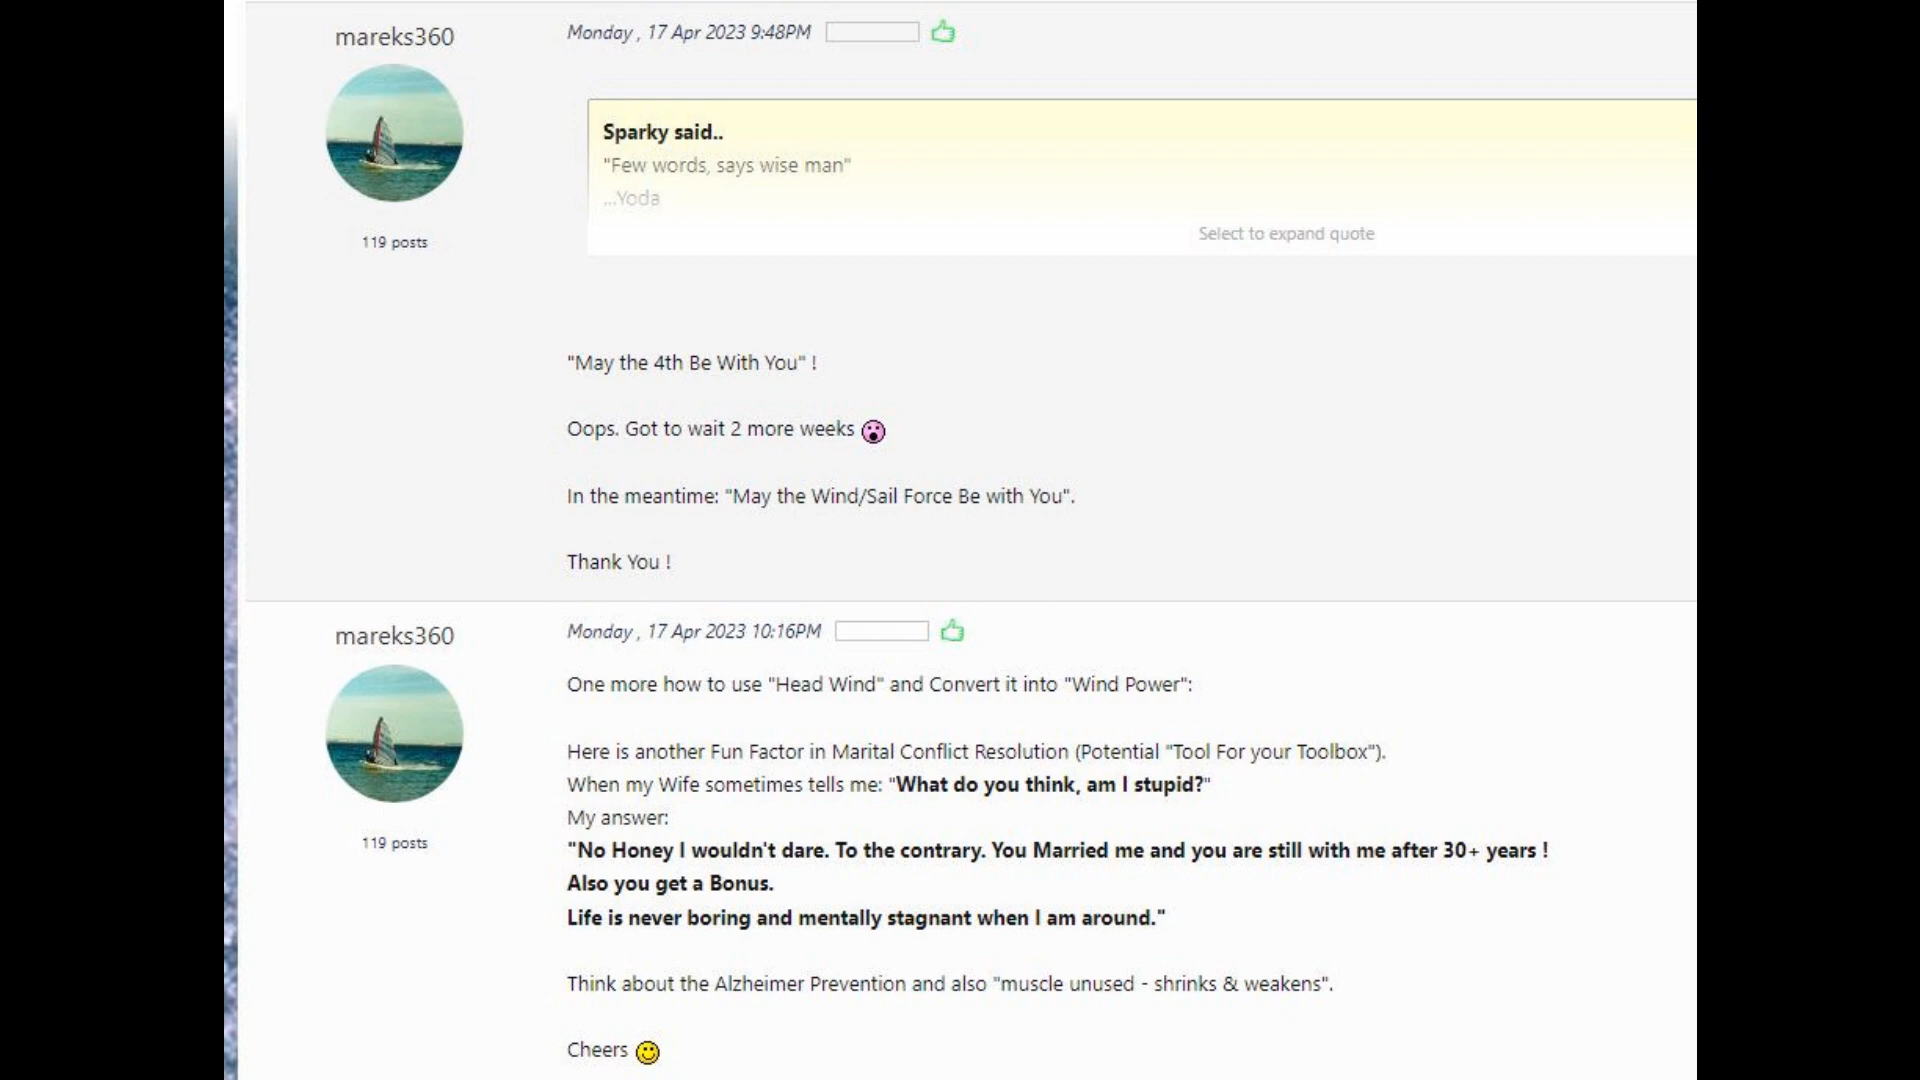 mareks360
Monday , 17 Apr 2023 9:48PM
Sparky said..
"Few words, says wise man"
...Yoda
Select to expand quote
119 posts
"May the 4th Be With You" !
Oops. Got to wait 2 more weeks
In the meantime: "May the Wind/Sail Force Be with You".
Thank You !
mareks360
Monday , 17 Apr 2023 10:16PM
One more how to use "Head Wind" and Convert it into "Wind Power":
Here is another Fun Factor in Marital Conflict Resolution (Potential "Tool For your Toolbox").
When my Wife sometimes tells me: "What do you think, am I stupid?"
My answer:
119 posts
"No Honey I wouldn't dare. To the contrary. You Married me and you are still with me after 30+ years !
Also you get a Bonus.
Life is never boring and mentally stagnant when I am around."
Think about the Alzheimer Prevention and also "muscle unused - shrinks & weakens".
Cheers